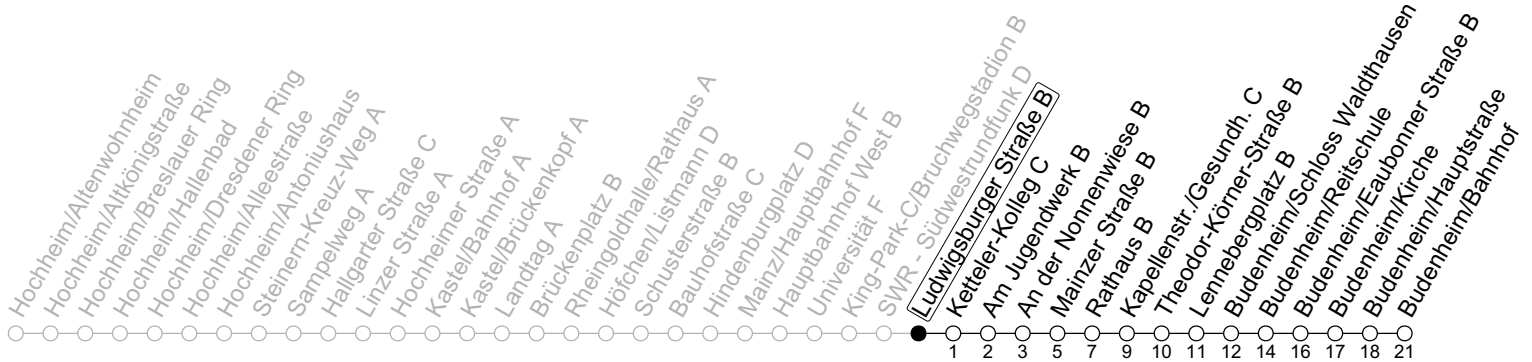 Hochheim/Altenwohnheim
Hochheim/Altkönigstraße
Hochheim/Breslauer Ring
Hochheim/Hallenbad
Hochheim/Dresdener Ring
Hochheim/Alleestraße
Hochheim/Antoniushaus
Steinern-Kreuz-Weg A
Sampelweg A
Hallgarter Straße C
Linzer Straße A
Hochheimer Straße A
Kastel/Bahnhof A
Kastel/Brückenkopf A
Landtag A
Brückenplatz B
Rheingoldhalle/Rathaus A
Höfchen/Listmann D
Schusterstraße B
Bauhofstraße C
Hindenburgplatz D
Mainz/Hauptbahnhof F
Hauptbahnhof West B
Universität F
King-Park-C/Bruchwegstadion B
SWR - Südwestrundfunk D
Ludwigsburger Straße B
Ketteler-Kolleg C
Am Jugendwerk B
An der Nonnenwiese B
Mainzer Straße B
Rathaus B
Kapellenstr./Gesundh. C
Theodor-Körner-Straße B
Lennebergplatz B
Budenheim/Schloss Waldthausen
Budenheim/Reitschule
Budenheim/Eaubonner Straße B
Budenheim/Kirche
Budenheim/Hauptstraße
Budenheim/Bahnhof
1 2 3 5 7 9 10 11 12 14 16 17 18 21